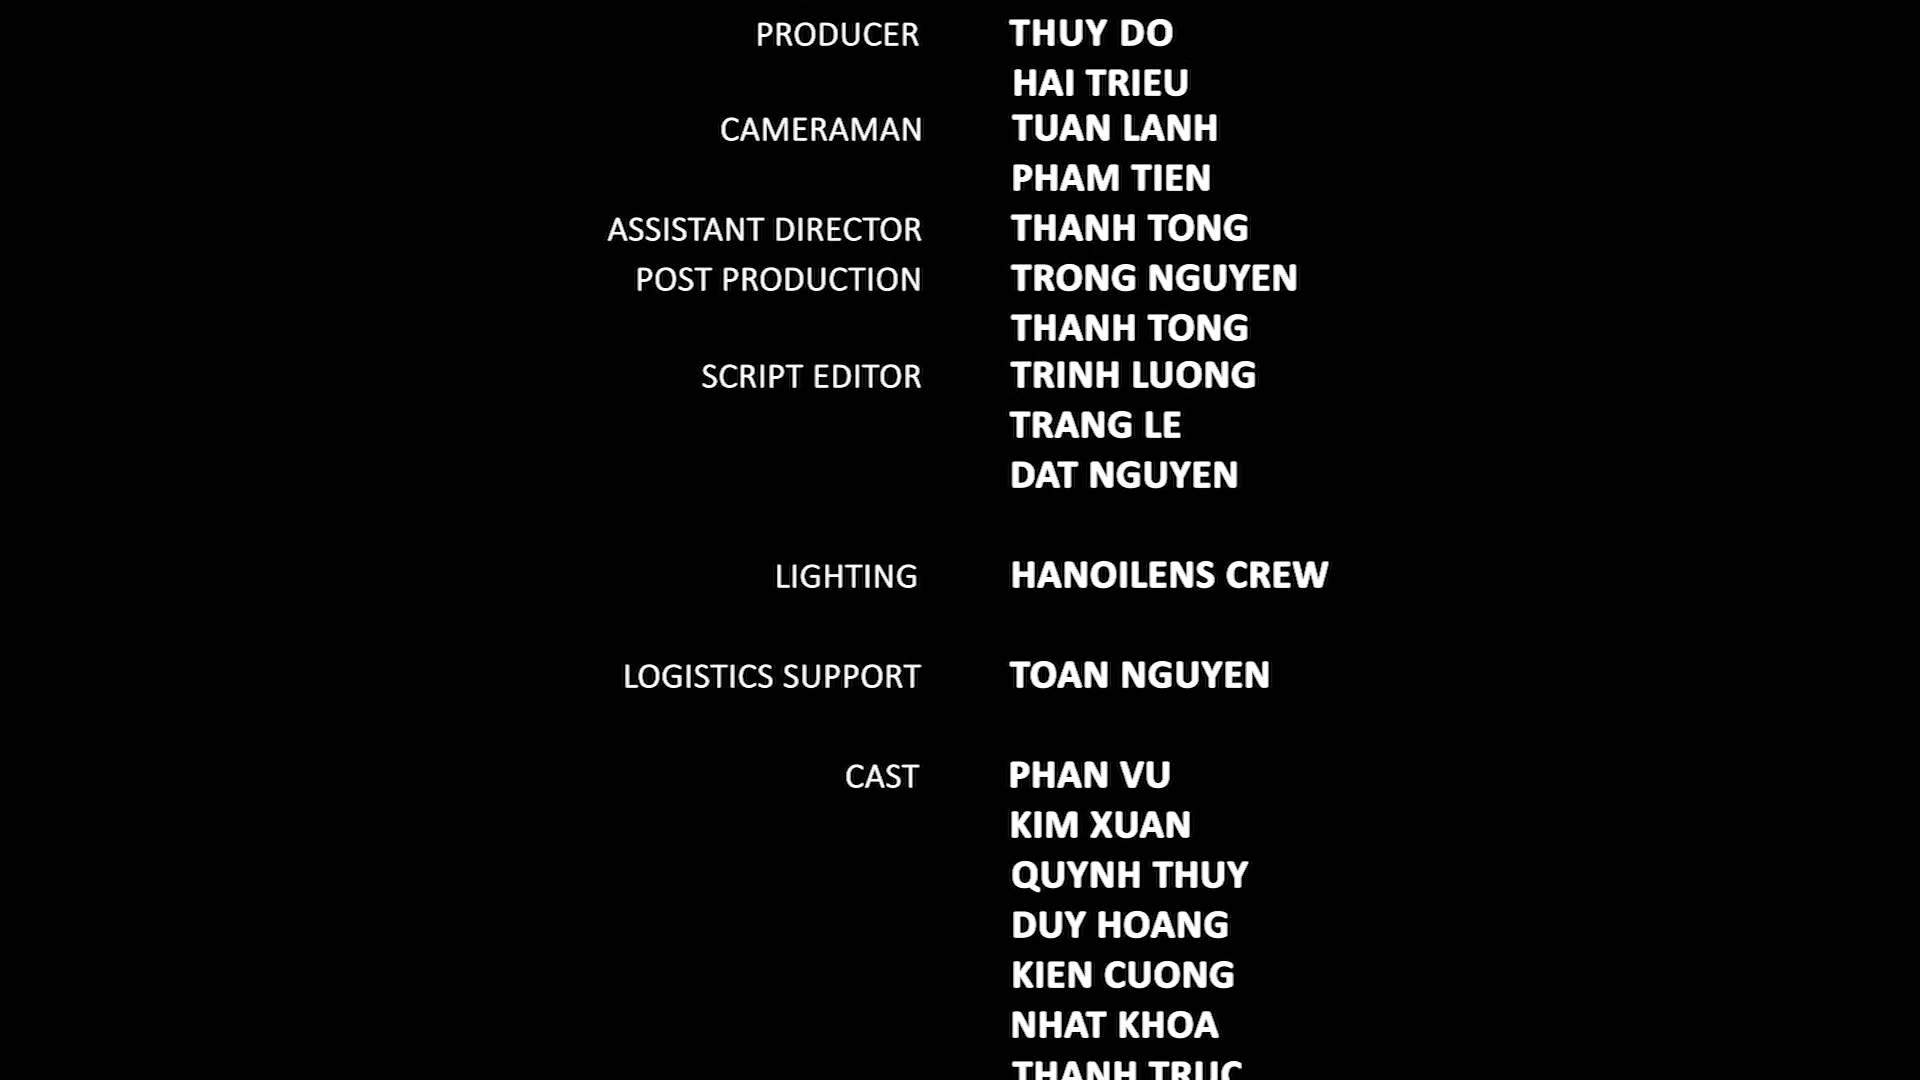 PRODUCER THUY DO
HAI TRIEU
CAMERAMAN TUAN LANH
PHAM TIEN
ASSISTANT DIRECTOR THANH TONG
POST PRODUCTION TRONG NGUYEN
THANH TONG
SCRIPT EDITOR TRINH LUONG
TRANG LE
DAT NGUYEN
LIGHTING HANOILENS CREW
LOGISTICS SUPPORT TOAN NGUYEN
CAST PHAN VU
KIM XUAN
QUYNH THUY
DUY HOANG
KIEN CUONG
NHAT KHOA
THANH TRUC